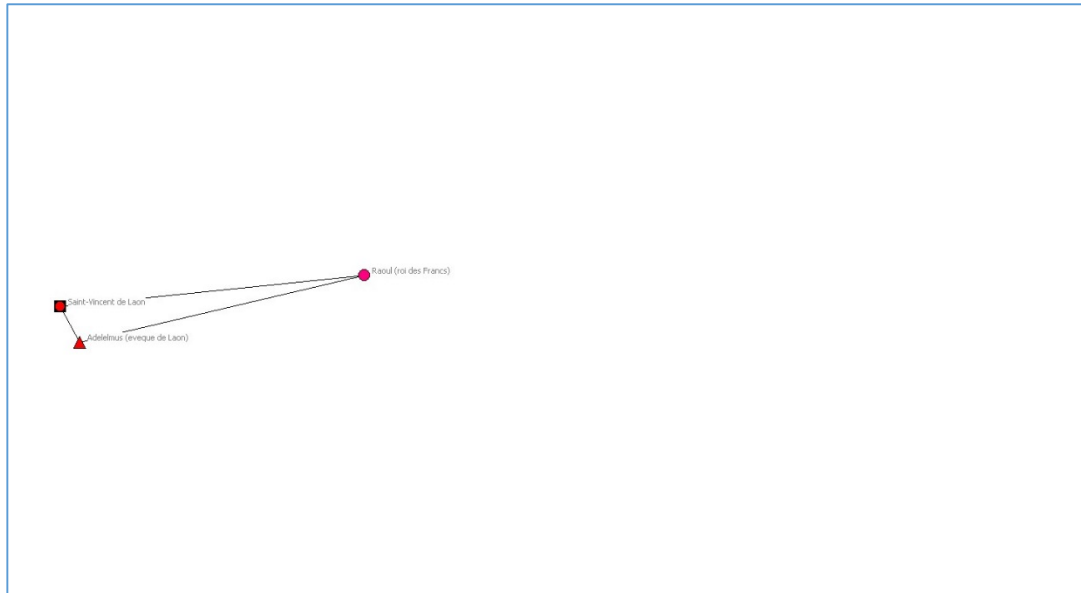 Raoul (roi des Francs)
Saint-Vincent de Laon
Adelelmus (eveque de Laon)